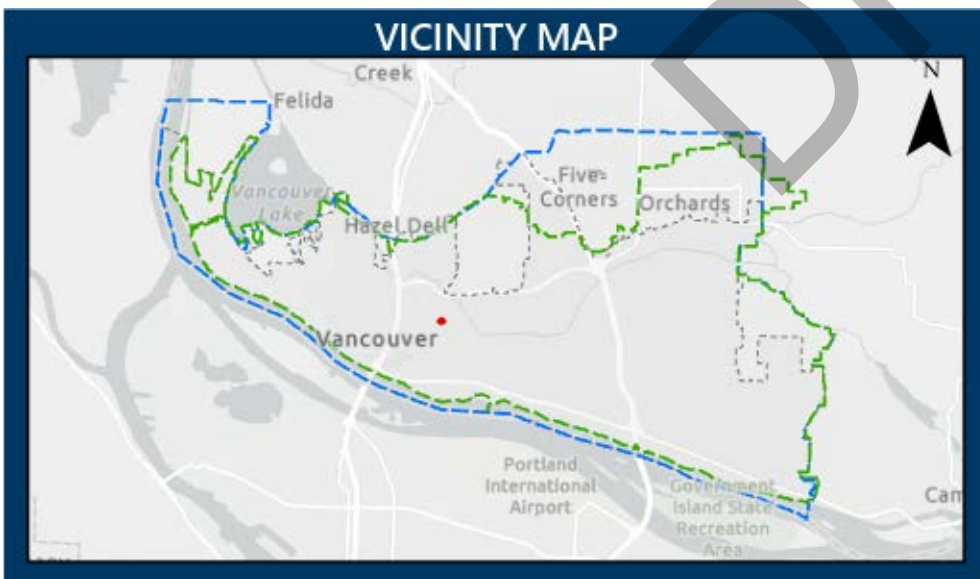 VICINITY MAP
Creek
N
Felida
Vancouver
Lake
Five
Corners
Orchards
Hazel Dell
Vancouver
Portland
International
Airport
Government
Island State
Recreation
Area
Cam